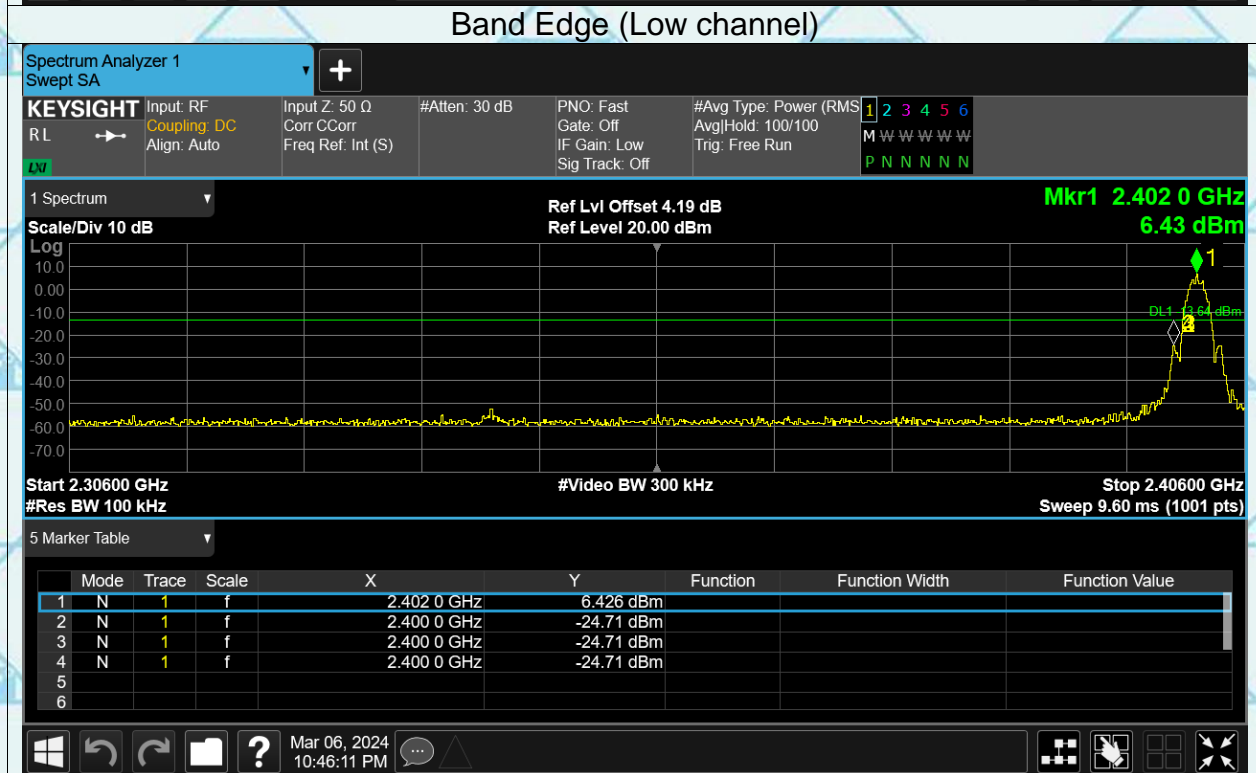 Band Edge (Low channel)
Spectrum Analyzer 1
Swept SA
+
KEYSIGHT
RL
LXI
Input: RF
Coupling: DC
Align: Auto
Input Z: 50 Ω
Corr CCorr
Freq Ref: Int (S)
#Atten: 30 dB
PNO: Fast
Gate: Off
IF Gain: Low
Sig Track: Off
#Avg Type: Power (RMS
Avg|Hold: 100/100
Trig: Free Run
1 2 3 4 5 6
M W W W W W
P N N N N N
1 Spectrum
Scale/Div 10 dB
Ref Lvl Offset 4.19 dB
Ref Level 20.00 dBm
Mkr1 2.402 0 GHz
6.43 dBm
Log
10.0
0.00
-10.0
-20.0
-30.0
-40.0
-50.0
-60.0
-70.0
1
DL1 -13.64 dBm
Start 2.30600 GHz
#Res BW 100 kHz
#Video BW 300 kHz
Stop 2.40600 GHz
Sweep 9.60 ms (1001 pts)
5 Marker Table
Mode Trace Scale X Y Function Function Width Function Value
1 N 1 f 2.402 0 GHz 6.426 dBm
2 N 1 f 2.400 0 GHz -24.71 dBm
3 N 1 f 2.400 0 GHz -24.71 dBm
4 N 1 f 2.400 0 GHz -24.71 dBm
5
6
?
Mar 06, 2024
10:46:11 PM